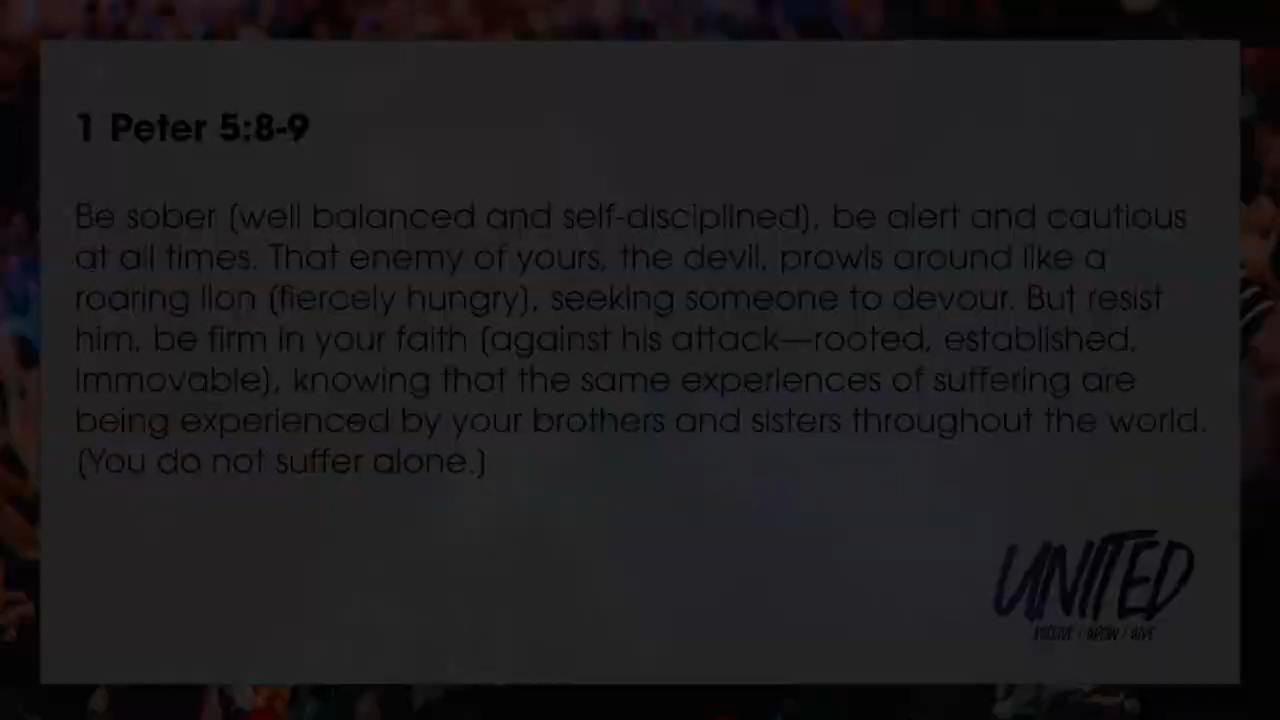 1 Peter 5:8-9
Be sober (well balanced and self-disciplined), be alert and cautious
at all times. That enemy of yours, the devil, prowls around like a
roaring lion (fiercely hungry), seeking someone to devour. But resist
him, be firm in your faith (against his attack—rooted, established,
immovable), knowing that the same experiences of suffering are
being experienced by your brothers and sisters throughout the world.
(You do not suffer alone.)
UNITED
/ GROW / GIVE